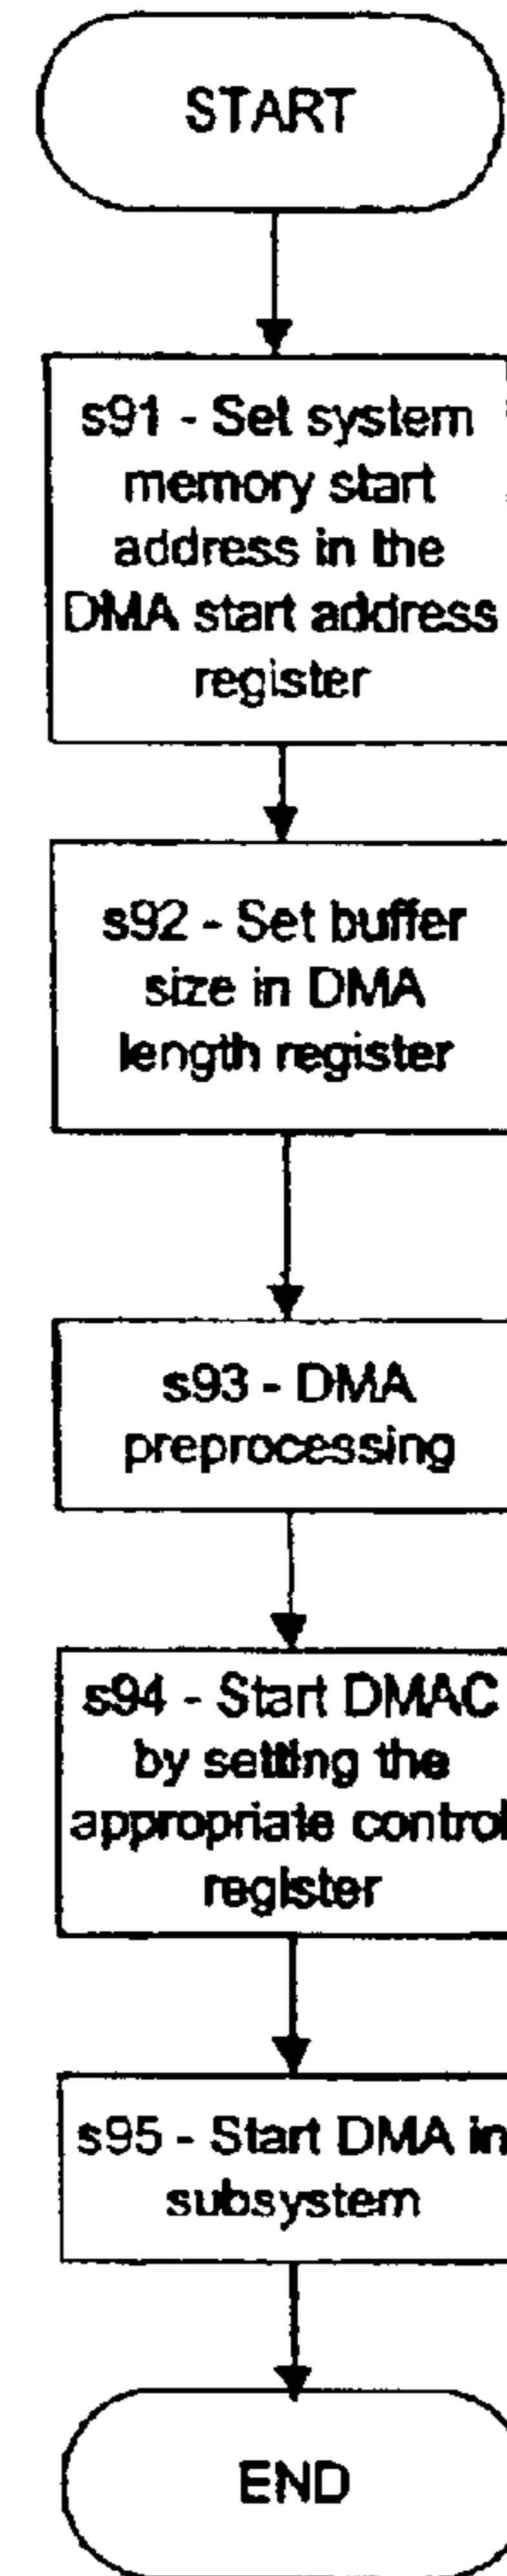 START
s91 - Set system
memory start
address in the
DMA start address
register
s92 - Set buffer
size in DMA
length register
s93 - DMA
preprocessing
s94 - Start DMAC
by setting the
appropriate control
register
s95 - Start DMA in
subsystem
END